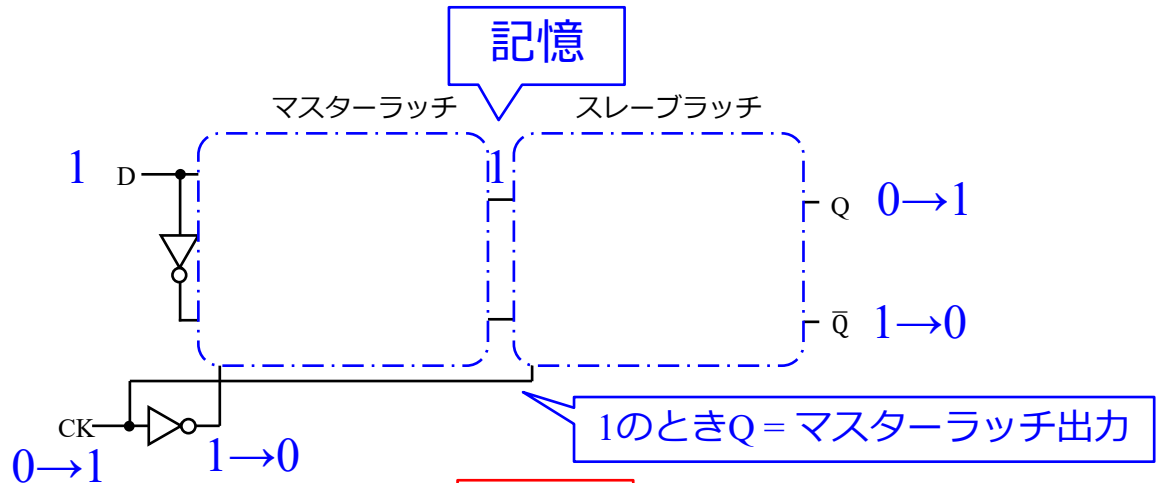 記憶
マスターラッチ
スレーブラッチ
1
D
1
Q
0→1
Q̅
1→0
CK
0→1
1→0
1のときQ = マスターラッチ出力